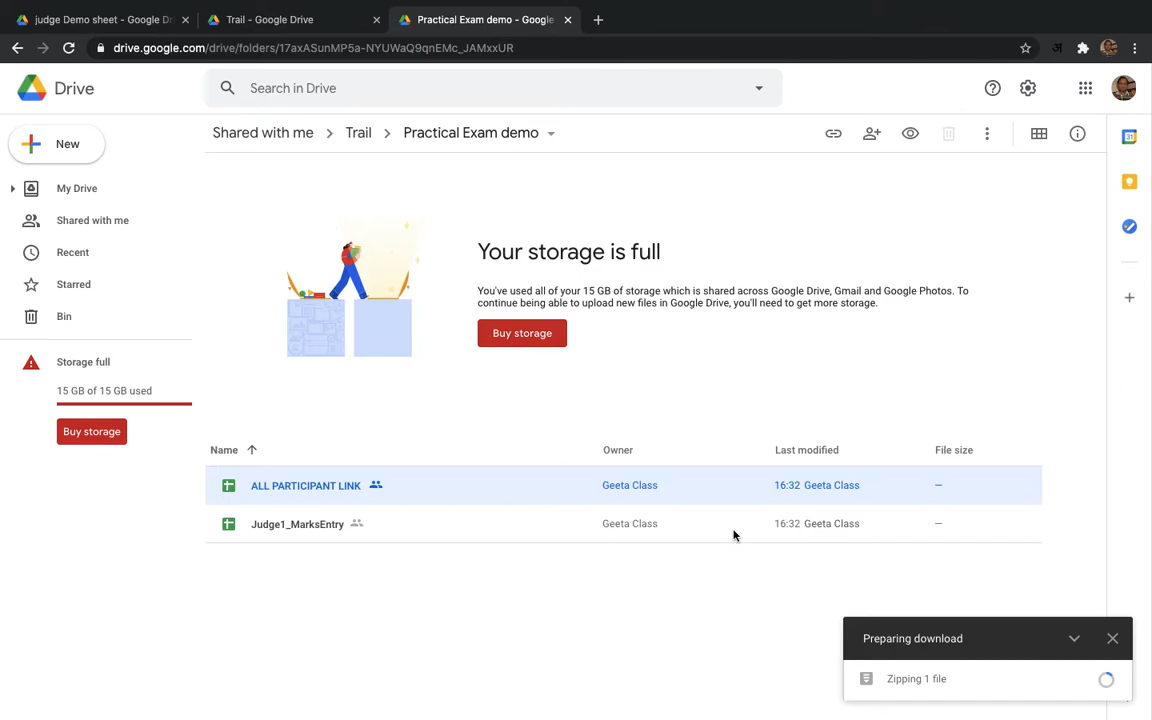 judge Demo sheet - Google Dr
Trail - Google Drive
Practical Exam demo - Google
drive.google.com/drive/folders/17axASunMP5a-NYUWaQ9qnEMc_JAMxxUR
अ
Drive
Search in Drive
New
Shared with me
Trail
Practical Exam demo
My Drive
Shared with me
Recent
Starred
Bin
Storage full
15 GB of 15 GB used
Buy storage
Your storage is full
You've used all of your 15 GB of storage which is shared across Google Drive, Gmail and Google Photos. To
continue being able to upload new files in Google Drive, you'll need to get more storage.
Buy storage
Name Owner Last modified File size
ALL PARTICIPANT LINK Geeta Class 16:32 Geeta Class —
Judge1_MarksEntry Geeta Class 16:32 Geeta Class —
Preparing download
Zipping 1 file